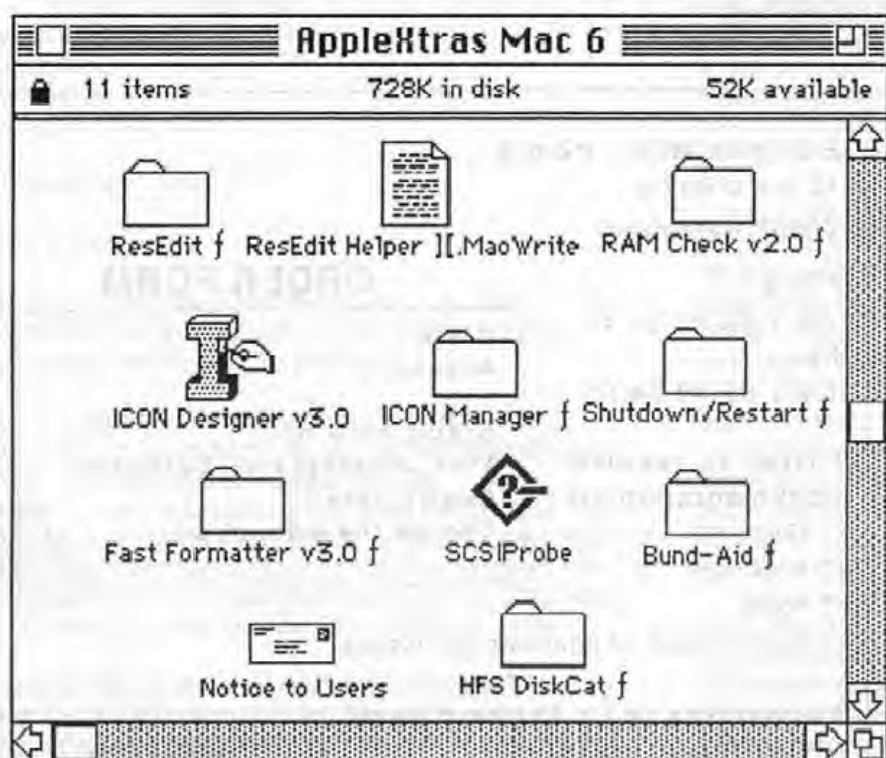 AppleXtras Mac 6
11 items 728K in disk 52K available
ResEdit ƒ ResEdit Helper ][.MacWrite RAM Check v2.0 ƒ
ICON Designer v3.0 ICON Manager ƒ Shutdown/Restart ƒ
Fast Formatter v3.0 ƒ SCSIProbe Bund-Aid ƒ
Notice to Users HFS DiskCat ƒ